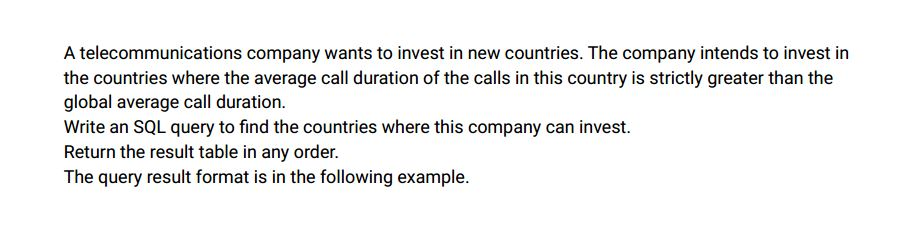 A telecommunications company wants to invest in new countries. The company intends to invest in
the countries where the average call duration of the calls in this country is strictly greater than the
global average call duration.
Write an SQL query to find the countries where this company can invest.
Return the result table in any order.
The query result format is in the following example.